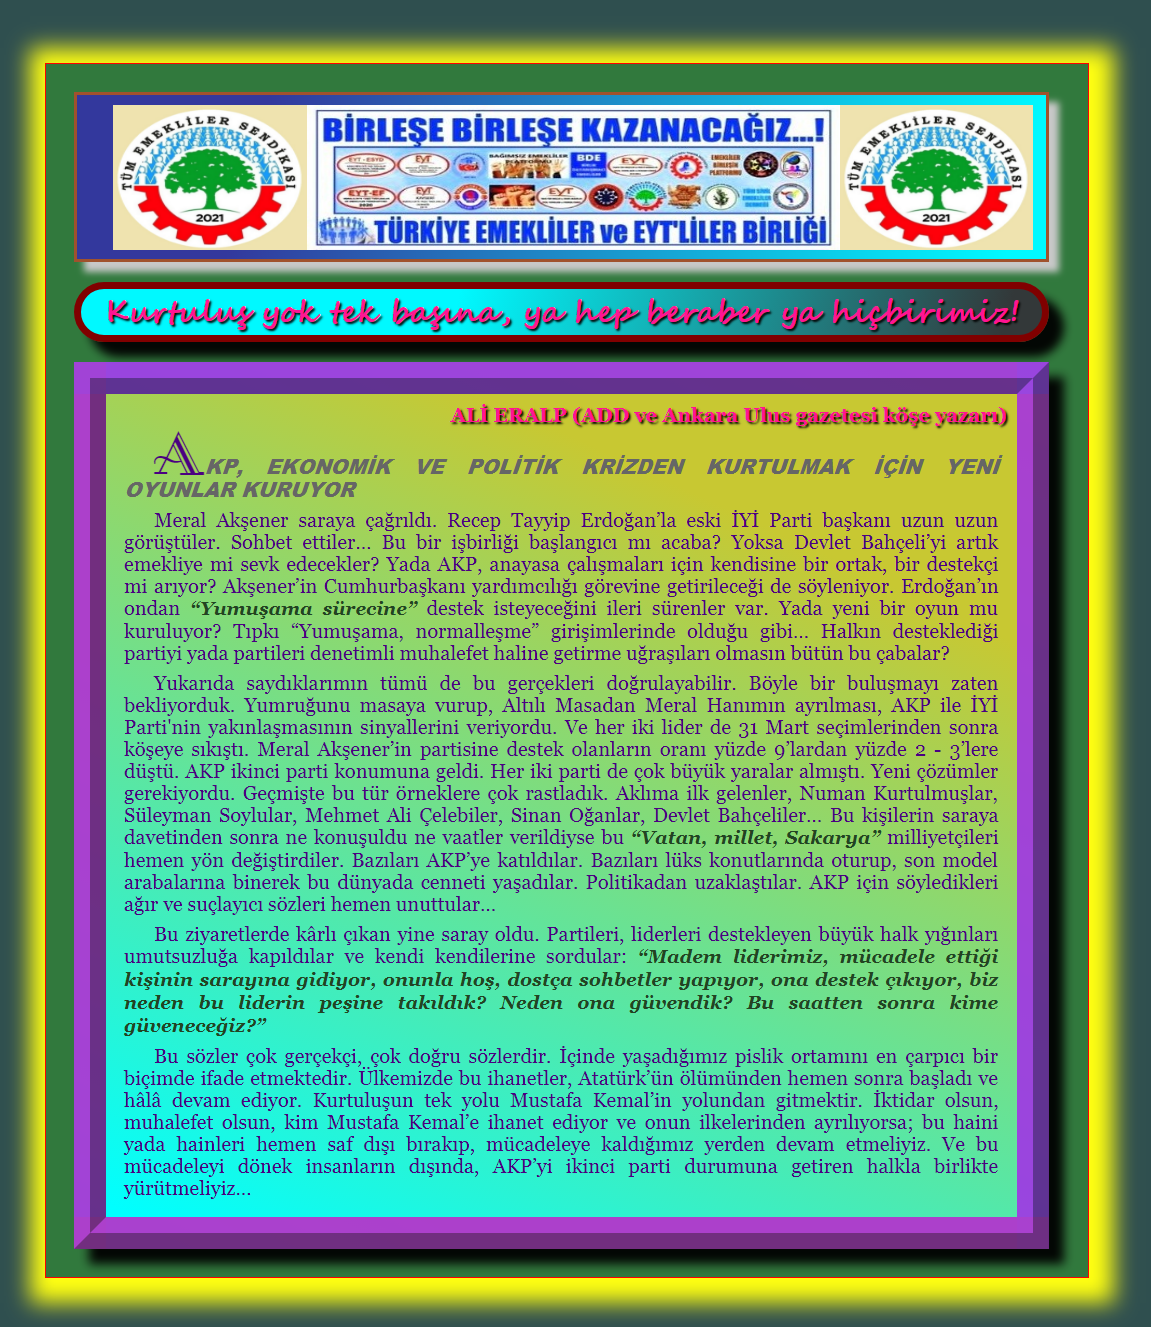 TÜM EMEKLİLER SENDİKASI
2021
BİRLEŞE BİRLEŞE KAZANACAĞIZ...!
EYT - ESYD
EYT
BAĞIMSIZ EMEKLİLER PLATFORMU
BDE
EYT
EMEKLİLER BİRLEŞİN PLATFORMU
EYT-EF
EYT
EYT
TÜRKİYE EMEKLİLER ve EYT'LİLER BİRLİĞİ
TÜM EMEKLİLER SENDİKASI
2021
Kurtuluş yok tek başına, ya hep beraber ya hiçbirimiz!
ALİ ERALP (ADD ve Ankara Ulus gazetesi köşe yazarı)
AKP, EKONOMİK VE POLİTİK KRİZDEN KURTULMAK İÇİN YENİ
OYUNLAR KURUYOR
Meral Akşener saraya çağrıldı. Recep Tayyip Erdoğan’la eski İYİ Parti başkanı uzun uzun
görüştüler. Sohbet ettiler... Bu bir işbirliği başlangıcı mı acaba? Yoksa Devlet Bahçeli’yi artık
emekliye mi sevk edecekler? Yada AKP, anayasa çalışmaları için kendisine bir ortak, bir destekçi
mi arıyor? Akşener’in Cumhurbaşkanı yardımcılığı görevine getirileceği de söyleniyor. Erdoğan’ın
ondan “Yumuşama sürecine” destek isteyeceğini ileri sürenler var. Yada yeni bir oyun mu
kuruluyor? Tıpkı “Yumuşama, normalleşme” girişimlerinde olduğu gibi... Halkın desteklediği
partiyi yada partileri denetimli muhalefet haline getirme uğraşıları olmasın bütün bu çabalar?
Yukarıda saydıklarımın tümü de bu gerçekleri doğrulayabilir. Böyle bir buluşmayı zaten
bekliyorduk. Yumruğunu masaya vurup, Altılı Masadan Meral Hanımın ayrılması, AKP ile İYİ
Parti'nin yakınlaşmasının sinyallerini veriyordu. Ve her iki lider de 31 Mart seçimlerinden sonra
köşeye sıkıştı. Meral Akşener’in partisine destek olanların oranı yüzde 9’lardan yüzde 2 - 3’lere
düştü. AKP ikinci parti konumuna geldi. Her iki parti de çok büyük yaralar almıştı. Yeni çözümler
gerekiyordu. Geçmişte bu tür örneklere çok rastladık. Aklıma ilk gelenler, Numan Kurtulmuşlar,
Süleyman Soylular, Mehmet Ali Çelebiler, Sinan Oğanlar, Devlet Bahçeliler... Bu kişilerin saraya
davetinden sonra ne konuşuldu ne vaatler verildiyse bu “Vatan, millet, Sakarya” milliyetçileri
hemen yön değiştirdiler. Bazıları AKP’ye katıldılar. Bazıları lüks konutlarında oturup, son model
arabalarına binerek bu dünyada cenneti yaşadılar. Politikadan uzaklaştılar. AKP için söyledikleri
ağır ve suçlayıcı sözleri hemen unuttular...
Bu ziyaretlerde kârlı çıkan yine saray oldu. Partileri, liderleri destekleyen büyük halk yığınları
umutsuzluğa kapıldılar ve kendi kendilerine sordular: “Madem liderimiz, mücadele ettiği
kişinin sarayına gidiyor, onunla hoş, dostça sohbetler yapıyor, ona destek çıkıyor, biz
neden bu liderin peşine takıldık? Neden ona güvendik? Bu saatten sonra kime
güveneceğiz?”
Bu sözler çok gerçekçi, çok doğru sözlerdir. İçinde yaşadığımız pislik ortamını en çarpıcı bir
biçimde ifade etmektedir. Ülkemizde bu ihanetler, Atatürk’ün ölümünden hemen sonra başladı ve
hâlâ devam ediyor. Kurtuluşun tek yolu Mustafa Kemal’in yolundan gitmektir. İktidar olsun,
muhalefet olsun, kim Mustafa Kemal’e ihanet ediyor ve onun ilkelerinden ayrılıyorsa; bu haini
yada hainleri hemen saf dışı bırakıp, mücadeleye kaldığımız yerden devam etmeliyiz. Ve bu
mücadeleyi dönek insanların dışında, AKP’yi ikinci parti durumuna getiren halkla birlikte
yürütmeliyiz...